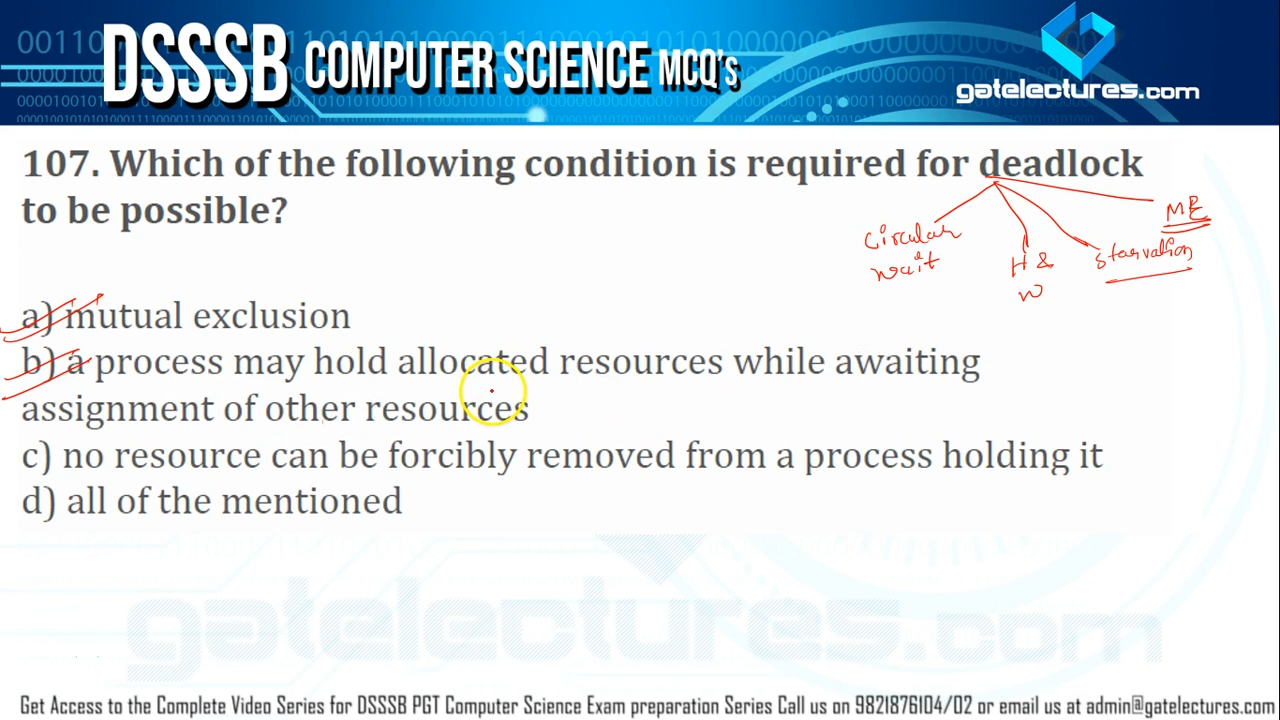 DSSSB COMPUTER SCIENCE MCQ's
gatelectures.com
107. Which of the following condition is required for deadlock
to be possible?
circular
wait
H &
W
starvation
ME
a) mutual exclusion
b) a process may hold allocated resources while awaiting
assignment of other resources
c) no resource can be forcibly removed from a process holding it
d) all of the mentioned
gatelectures.com
Get Access to the Complete Video Series for DSSSB PGT Computer Science Exam preparation Series Call us on 9821876104/02 or email us at admin@gatelectures.com